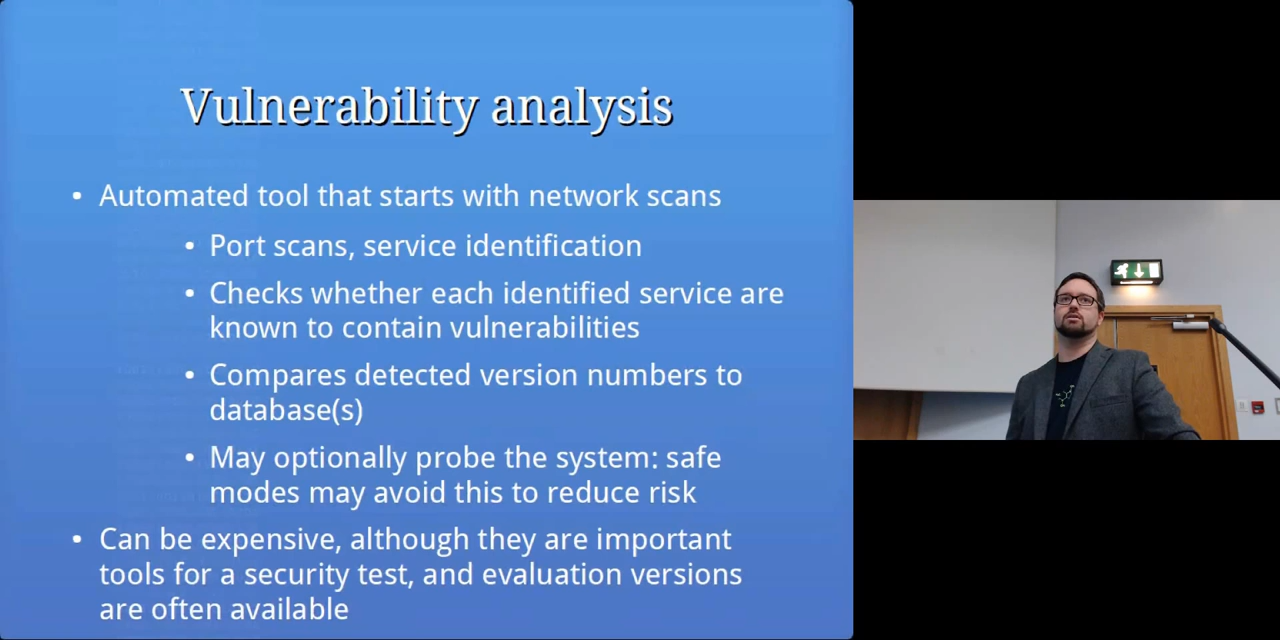 Vulnerability analysis
• Automated tool that starts with network scans
• Port scans, service identification
• Checks whether each identified service are
known to contain vulnerabilities
• Compares detected version numbers to
database(s)
• May optionally probe the system: safe
modes may avoid this to reduce risk
• Can be expensive, although they are important
tools for a security test, and evaluation versions
are often available